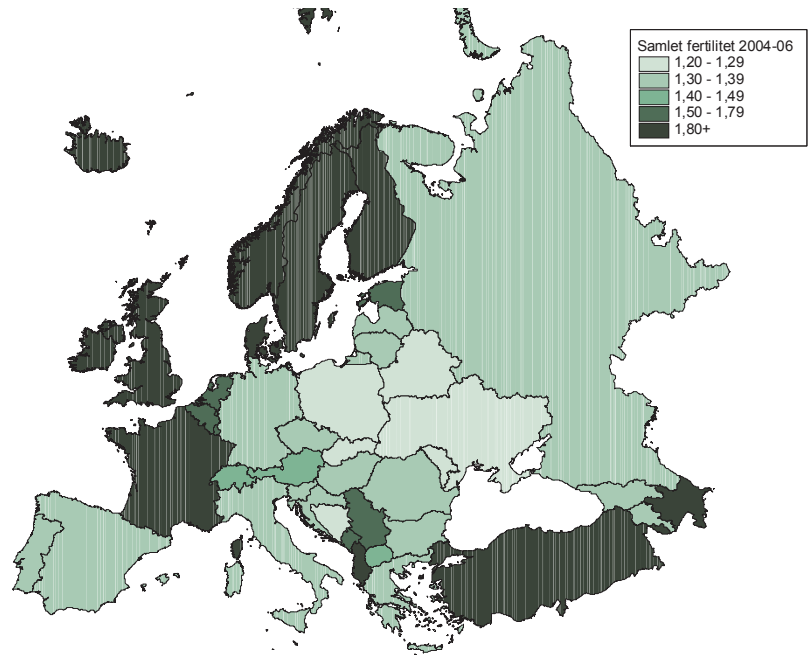 Samlet fertilitet 2004-06
1,20 - 1,29
1,30 - 1,39
1,40 - 1,49
1,50 - 1,79
1,80+